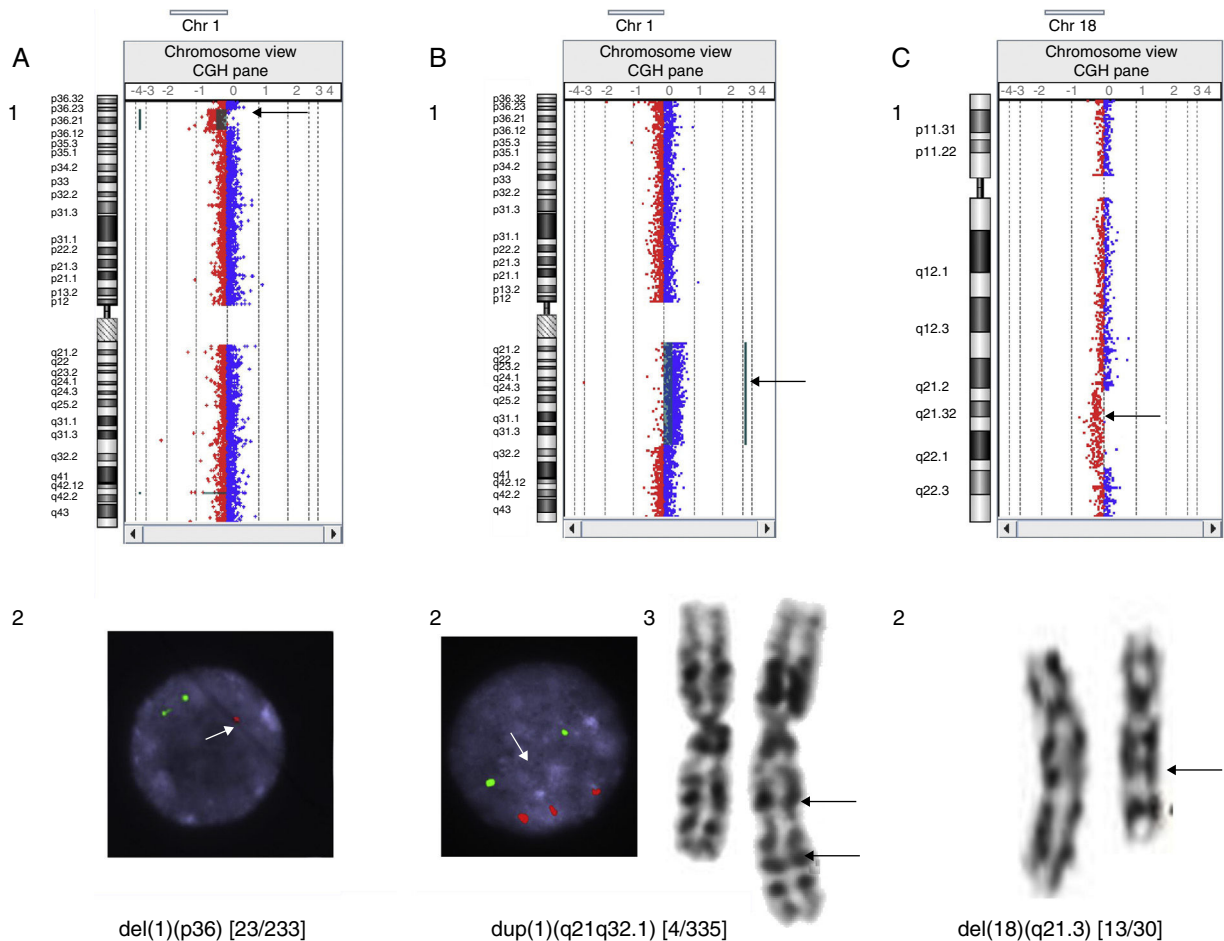 Chr 1
A
Chromosome view
CGH pane
-4-3 -2 -1 0 1 2 3 4
1
p36.32
p36.23
p36.21
p36.12
p35.3
p35.1
p34.2
p33
p32.2
p31.3
p31.1
p22.2
p21.3
p21.1
p13.2
p12
q21.2
q22
q23.2
q24.1
q24.3
q25.2
q31.1
q31.3
q32.2
q41
q42.12
q42.2
q43
Chr 1
B
Chromosome view
CGH pane
-4-3 -2 -1 0 1 2 3 4
1
p36.32
p36.23
p36.21
p36.12
p35.3
p35.1
p34.2
p33
p32.2
p31.3
p31.1
p22.2
p21.3
p21.1
p13.2
p12
q21.2
q22
q23.2
q24.1
q24.3
q25.2
q31.1
q31.3
q32.2
q41
q42.12
q42.2
q43
Chr 18
C
Chromosome view
CGH pane
-4-3 -2 -1 0 1 2 3 4
1
p11.31
p11.22
q12.1
q12.3
q21.2
q21.32
q22.1
q22.3
2
2
3
2
del(1)(p36) [23/233]
dup(1)(q21q32.1) [4/335]
del(18)(q21.3) [13/30]